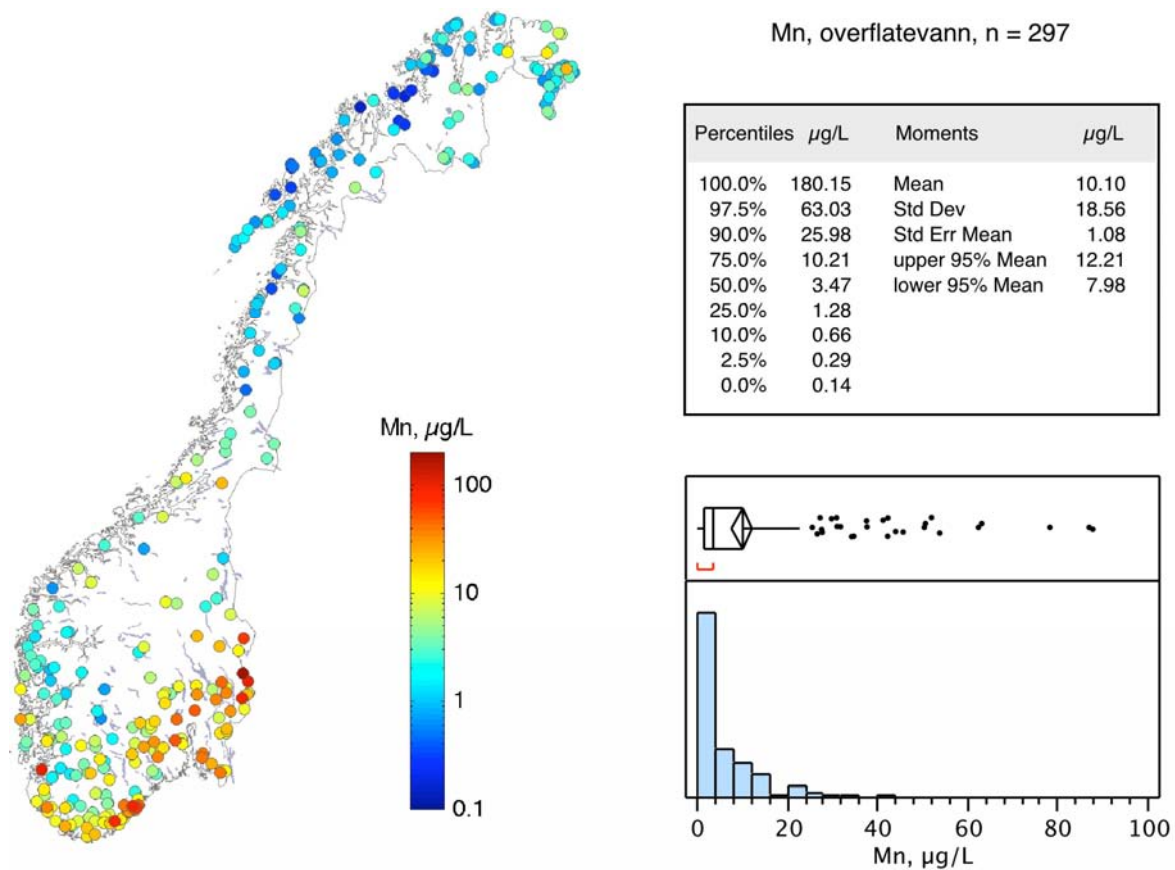 Mn, overflatevann, n = 297
Percentiles µg/L Moments µg/L
100.0% 180.15 Mean 10.10
97.5% 63.03 Std Dev 18.56
90.0% 25.98 Std Err Mean 1.08
75.0% 10.21 upper 95% Mean 12.21
50.0% 3.47 lower 95% Mean 7.98
25.0% 1.28
10.0% 0.66
2.5% 0.29
0.0% 0.14
Mn, µg/L
100
10
1
0.1
0 20 40 60 80 100
Mn, µg/L